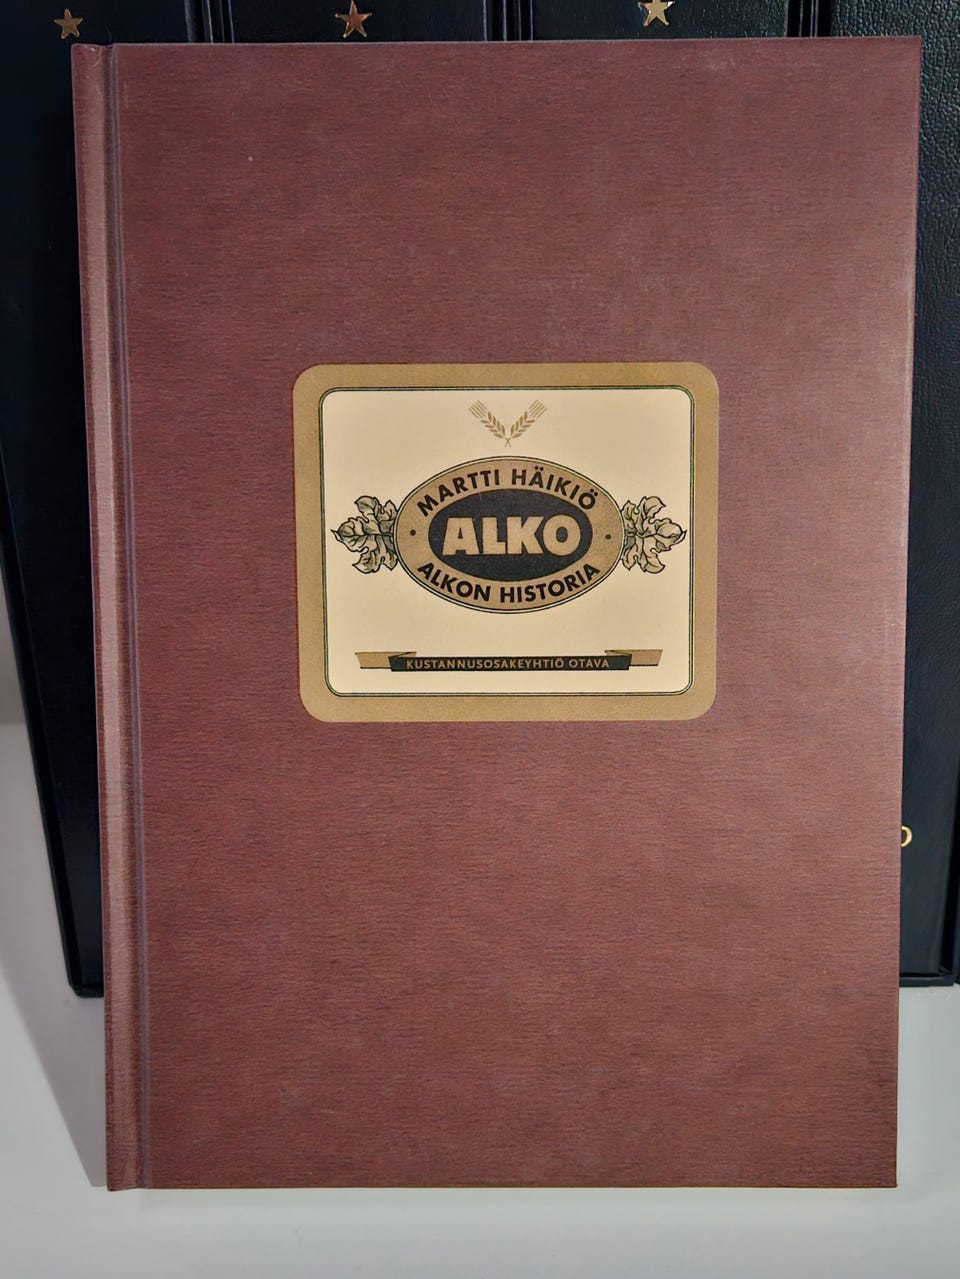 MARTTI HÄIKIÖ
ALKO
ALKON HISTORIA
KUSTANNUSOSAKEYHTIÖ OTAVA